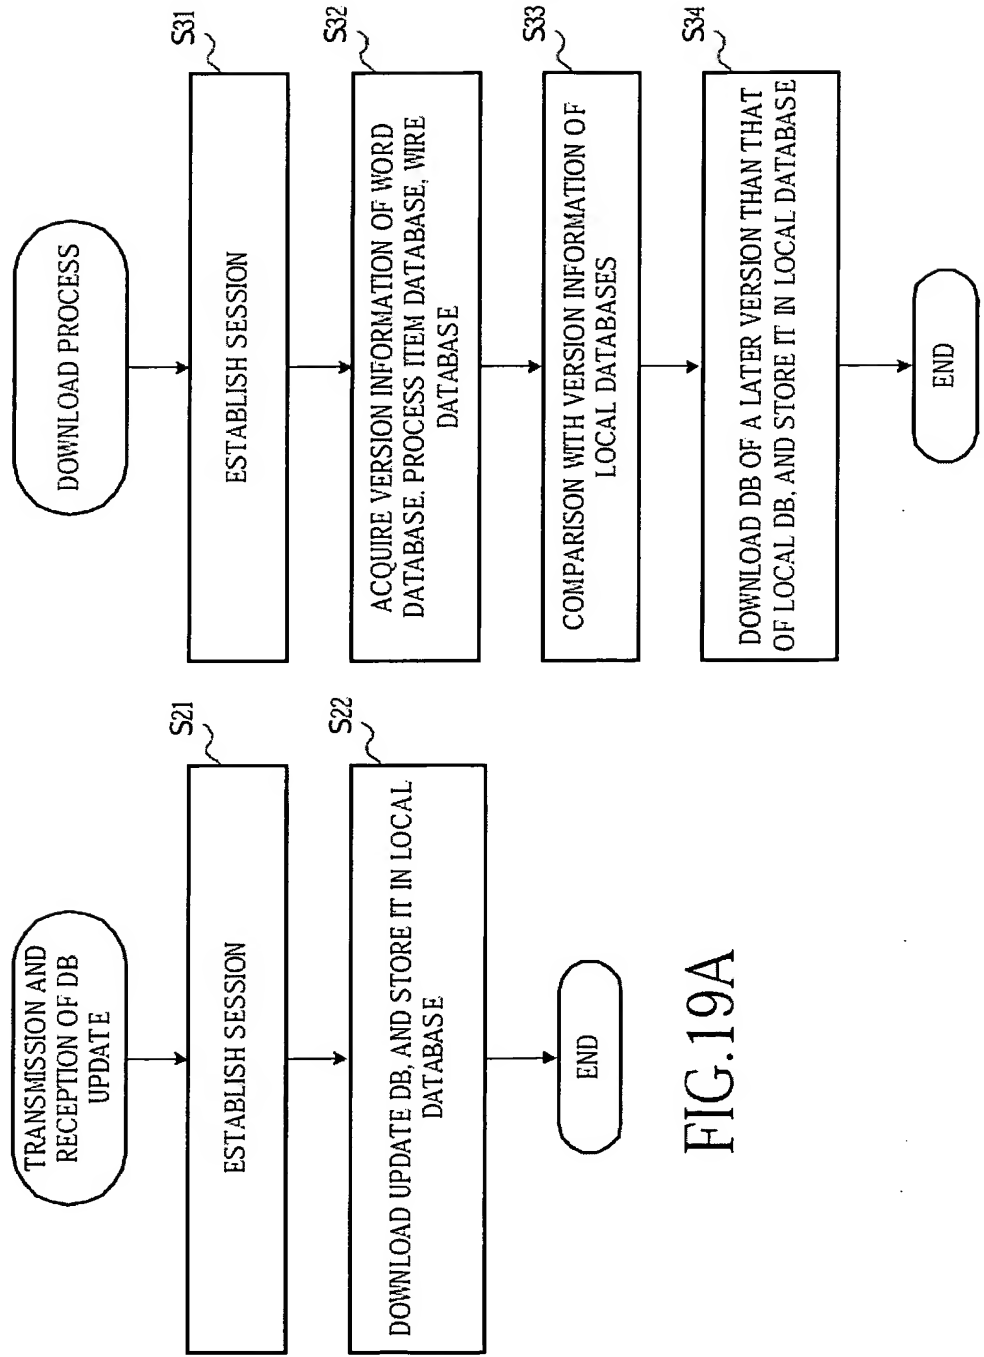 TRANSMISSION AND
RECEPTION OF DB
UPDATE
S21
ESTABLISH SESSION
S22
DOWNLOAD UPDATE DB, AND STORE IT IN LOCAL
DATABASE
END
FIG.19A
DOWNLOAD PROCESS
S31
ESTABLISH SESSION
S32
ACQUIRE VERSION INFORMATION OF WORD
DATABASE, PROCESS ITEM DATABASE, WIRE
DATABASE
S33
COMPARISON WITH VERSION INFORMATION OF
LOCAL DATABASES
S34
DOWNLOAD DB OF A LATER VERSION THAN THAT
OF LOCAL DB, AND STORE IT IN LOCAL DATABASE
END